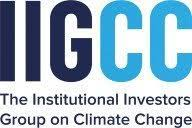 IIGCC
The Institutional Investors
Group on Climate Change